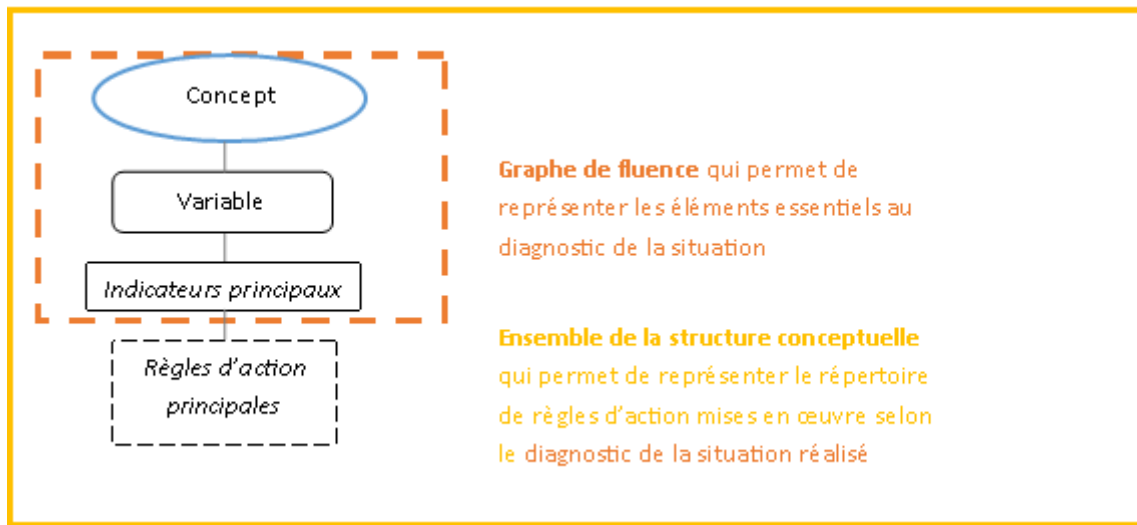 Concept
Variable
Indicateurs principaux
Règles d'action
principales
Graphe de fluence qui permet de
représenter les éléments essentiels au
diagnostic de la situation
Ensemble de la structure conceptuelle
qui permet de représenter le répertoire
de règles d'action mises en œuvre selon
le diagnostic de la situation réalisé